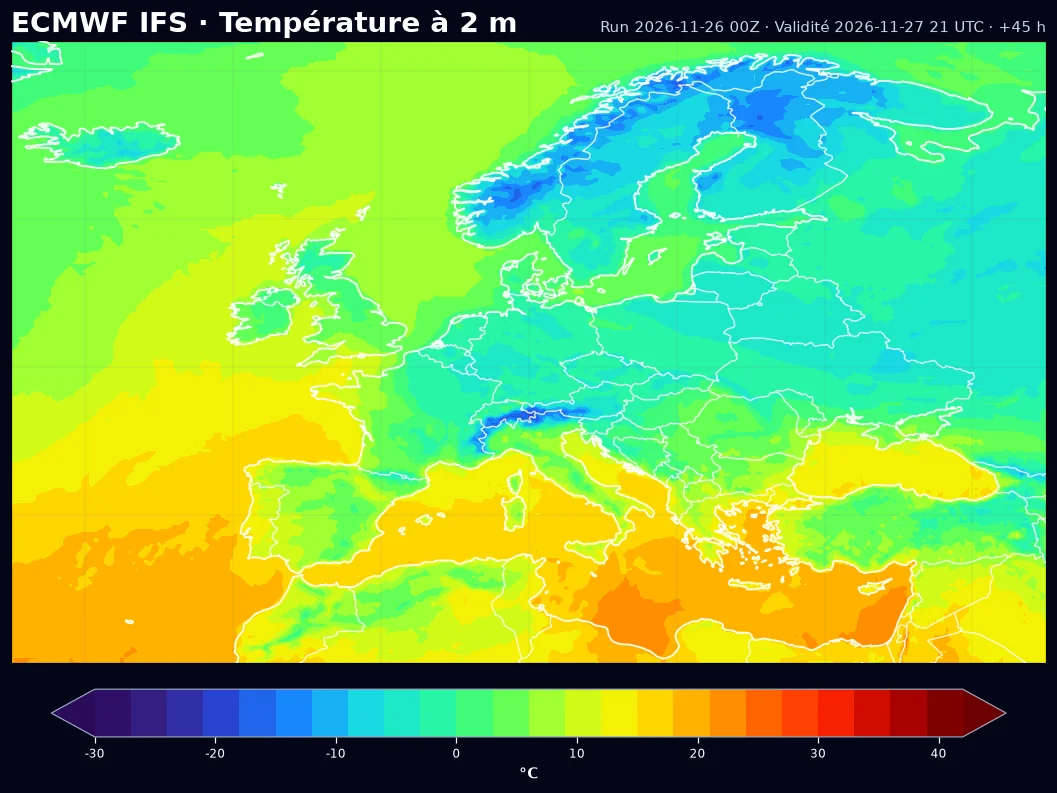 ECMWF IFS · Température à 2 m
Run 2026-11-26 00Z · Validité 2026-11-27 21 UTC · +45 h
-30 -20 -10 0 10 20 30 40
°C